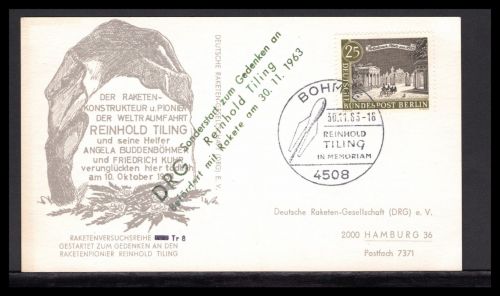 DER RAKETEN-
KONSTRUKTEUR u. PIONIER
DER WELTRAUMFAHRT
REINHOLD TILING
und seine Helfer
ANGELA BUDDENBÖHMER
und FRIEDRICH KUHR
verunglückten hier tödlich
am 10. Oktober
RAKETENVERSUCHSREIHE Tr 8
GESTARTET ZUM GEDENKEN AN DEN
RAKETENPIONIER REINHOLD TILING
DEUTSCHE RAKETEN
e. V.
DRG Sonderstart zum Gedenken an
Reinhold Tiling
gestartet mit Rakete am 30. 11. 1963
25
DEUTSCHE
BUNDESPOST BERLIN
BOHM
30.11.63-16
REINHOLD
TILING
IN MEMORIAM
4508
Deutsche Raketen-Gesellschaft (DRG) e. V.
2000 HAMBURG 36
Postfach 7371